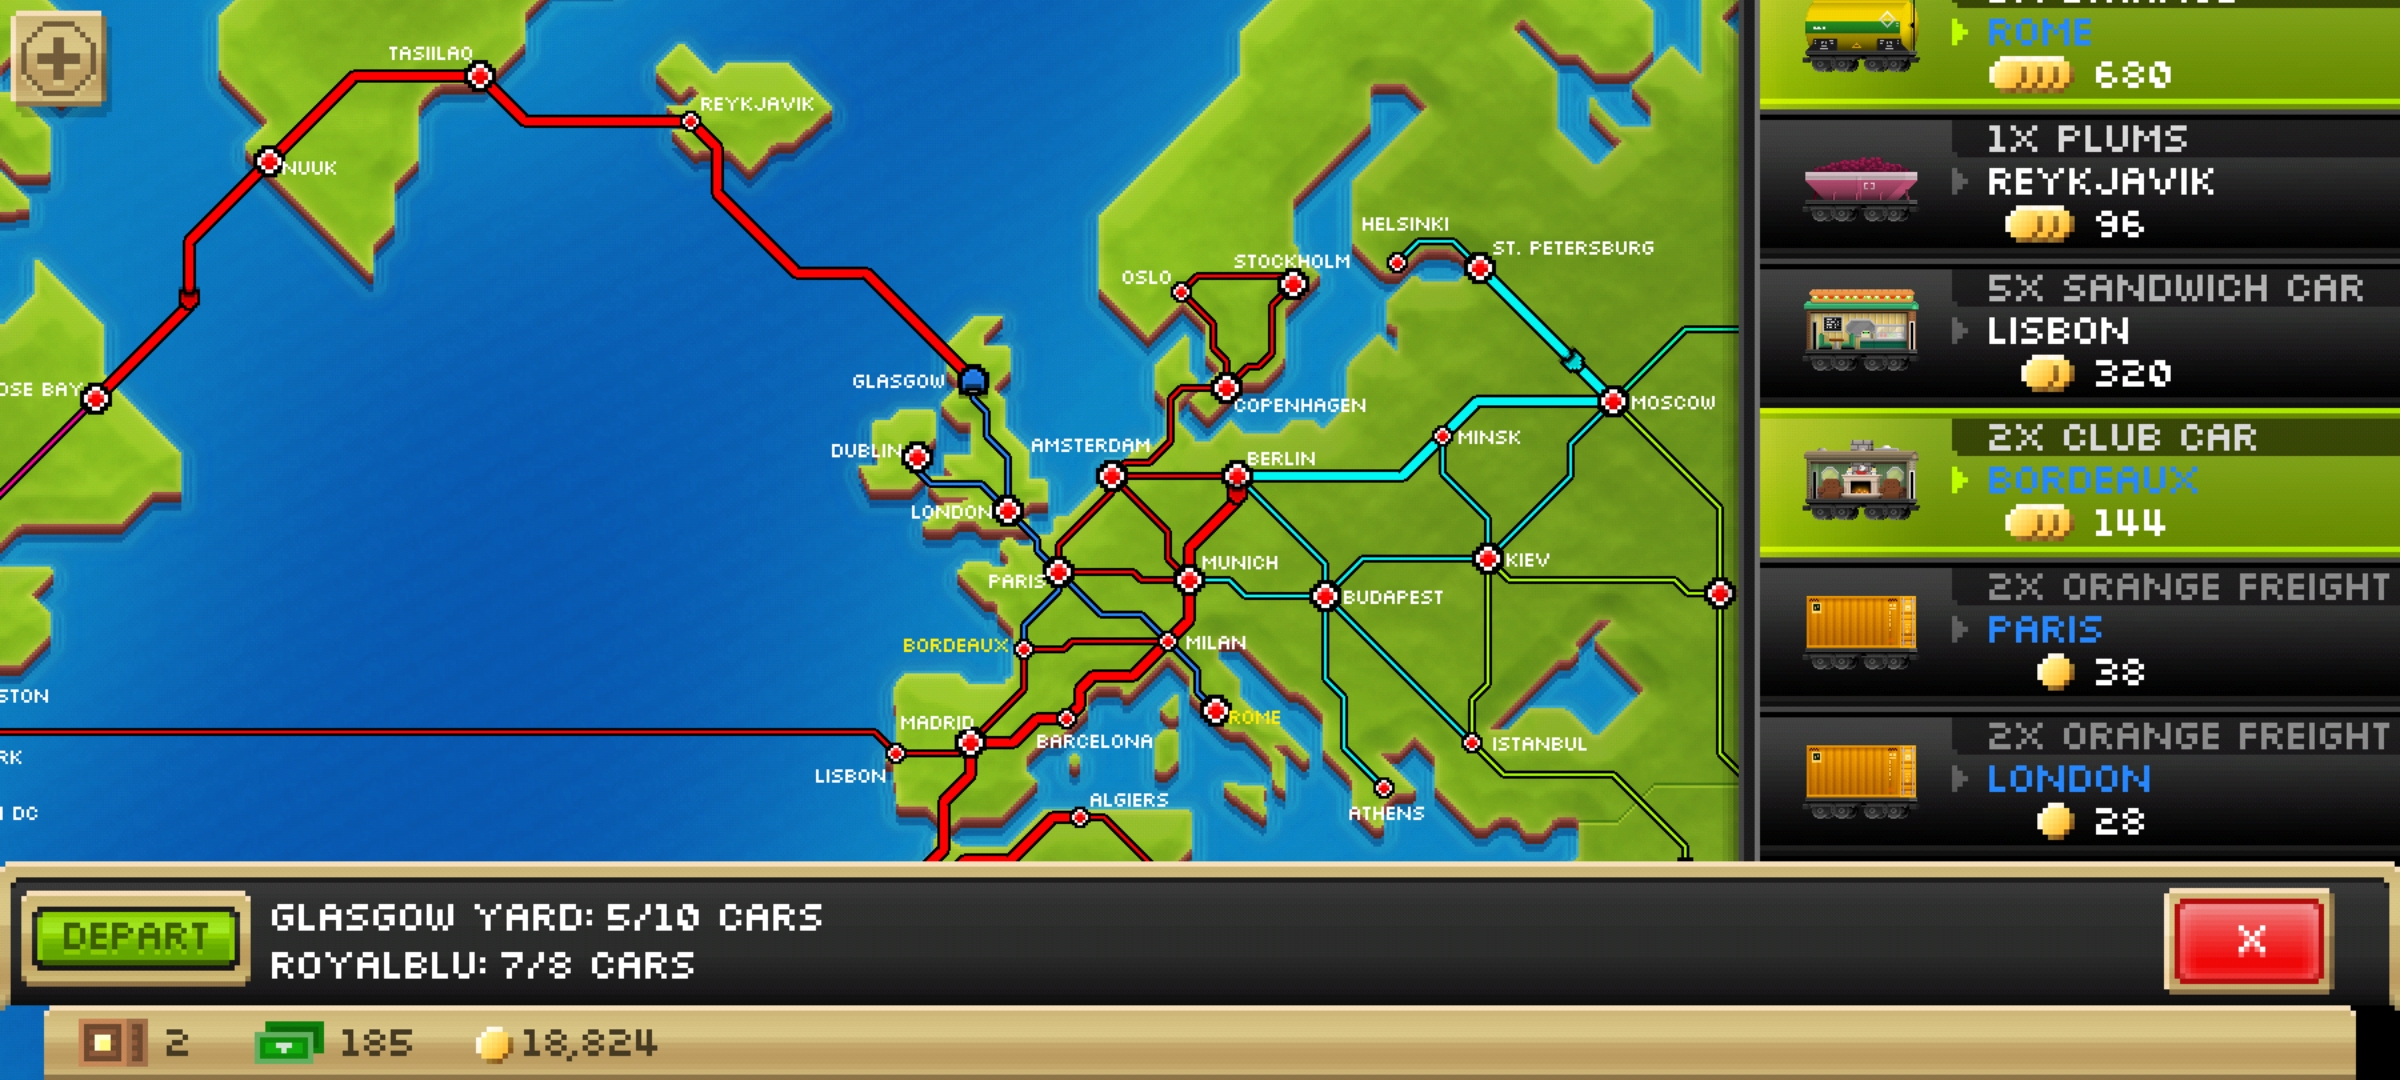 TASIILAQ
REYKJAVIK
NUUK
HELSINKI
ST. PETERSBURG
STOCKHOLM
OSLO
GLASGOW
OSE BAY
MOSCOW
COPENHAGEN
AMSTERDAM
MINSK
DUBLIN
BERLIN
LONDON
MUNICH
KIEV
PARIS
BUDAPEST
BORDEAUX
MILAN
STON
MADRID
ROME
BARCELONA
ISTANBUL
RK
LISBON
ALGIERS
ATHENS
DC
ROME
680
1X PLUMS
REYKJAVIK
96
5X SANDWICH CAR
LISBON
320
2X CLUB CAR
BORDEAUX
144
2X ORANGE FREIGHT
PARIS
38
2X ORANGE FREIGHT
LONDON
28
DEPART
GLASGOW YARD: 5/10 CARS
ROYALBLU: 7/8 CARS
X
2
185
18,824